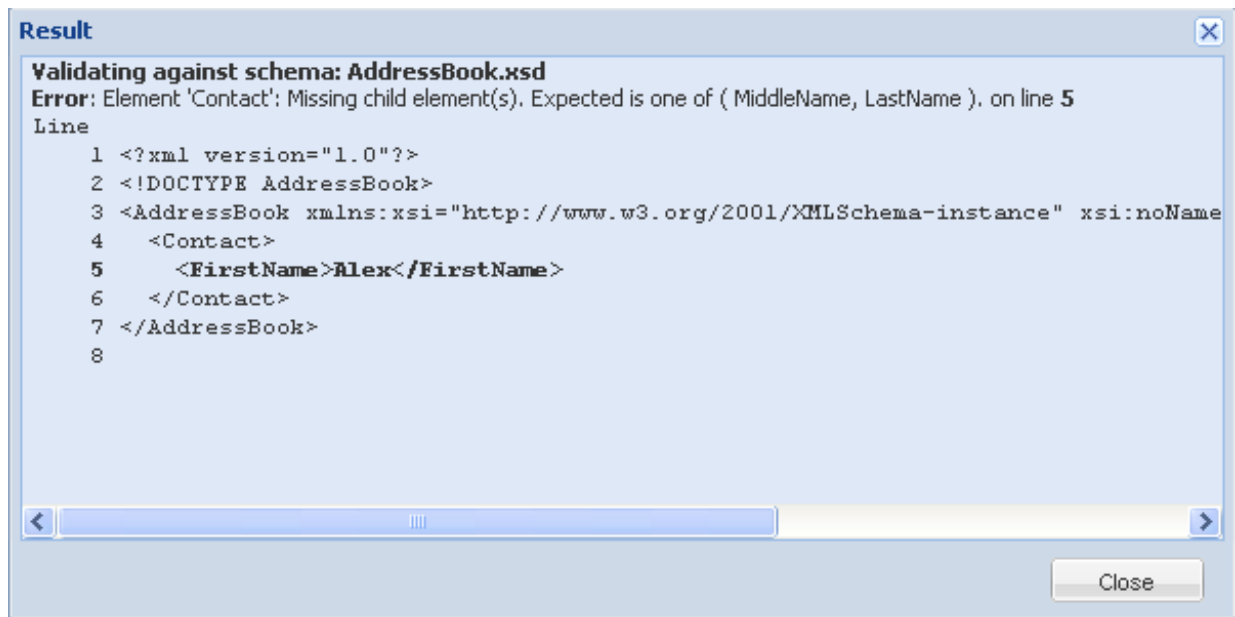 Result
Validating against schema: AddressBook.xsd
Error: Element 'Contact': Missing child element(s). Expected is one of ( MiddleName, LastName ). on line 5
Line
1 <?xml version="1.0"?>
2 <!DOCTYPE AddressBook>
3 <AddressBook xmlns:xsi="http://www.w3.org/2001/XMLSchema-instance" xsi:noName
4   <Contact>
5     <FirstName>Alex</FirstName>
6   </Contact>
7 </AddressBook>
8
Close